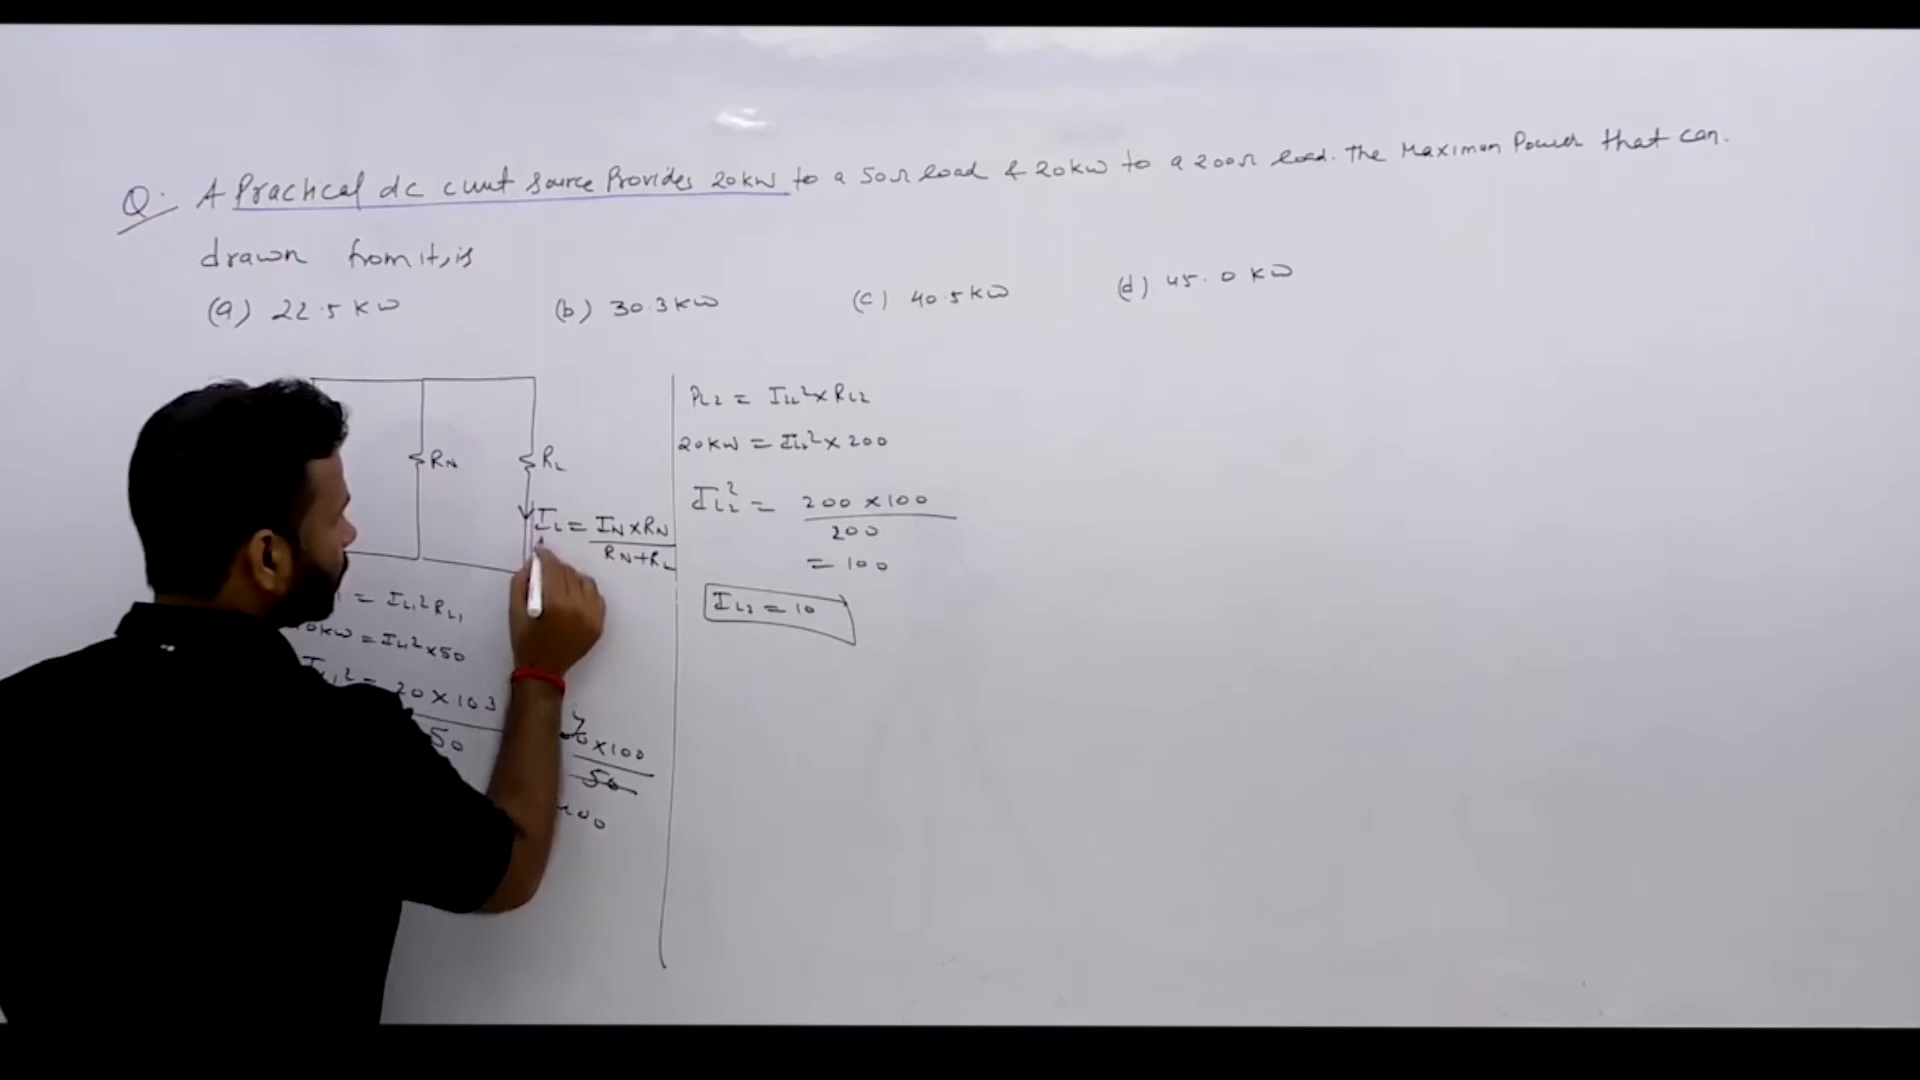 Q. A Practical dc cunt source Provides 20kW to a 50Ω load & 20kW to a 200Ω load. The Maximum Power that can.
drawn from it, is
(a) 22.5 kW (b) 30.3 kW (c) 40.5 kW (d) 45.0 kW
RN
RL
IL = IN×RN
RN+RL
= IL1² RL1
0kW = IL1² × 50
IL1² = 20 × 10³
50
×100
50
400
PL2 = IL2² × RL2
20kW = IL2² × 200
IL2² = 200 × 100
200
= 100
IL2 = 10